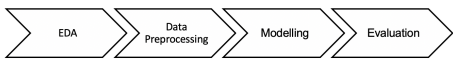 EDA
Data
Preprocessing
Modelling
Evaluation